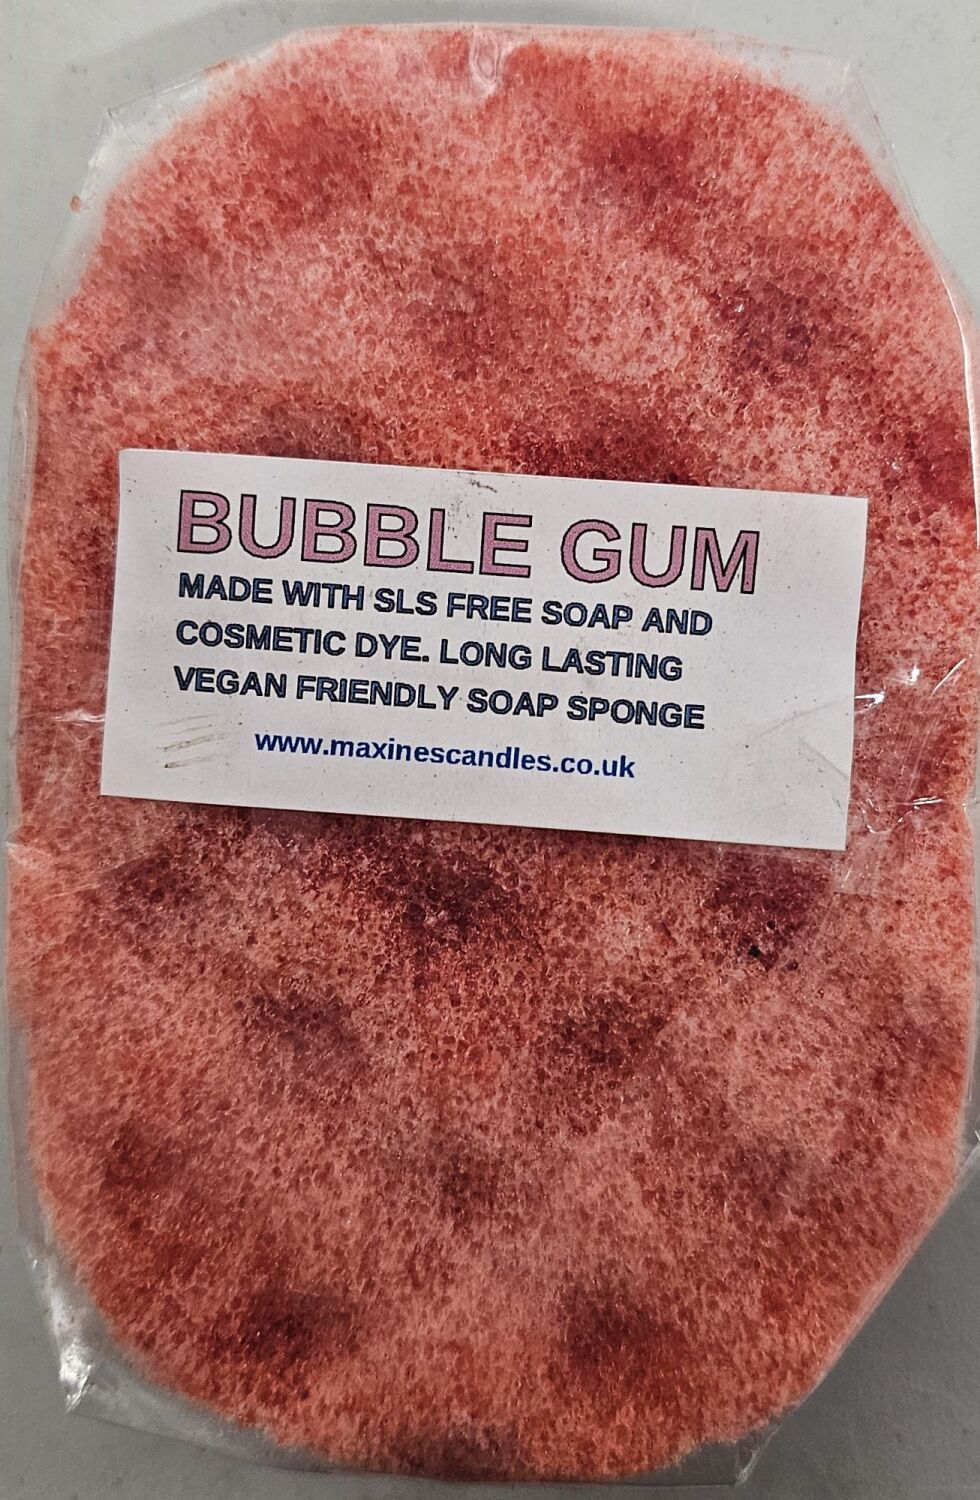 BUBBLE GUM
MADE WITH SLS FREE SOAP AND
COSMETIC DYE. LONG LASTING
VEGAN FRIENDLY SOAP SPONGE
www.maxinescandles.co.uk